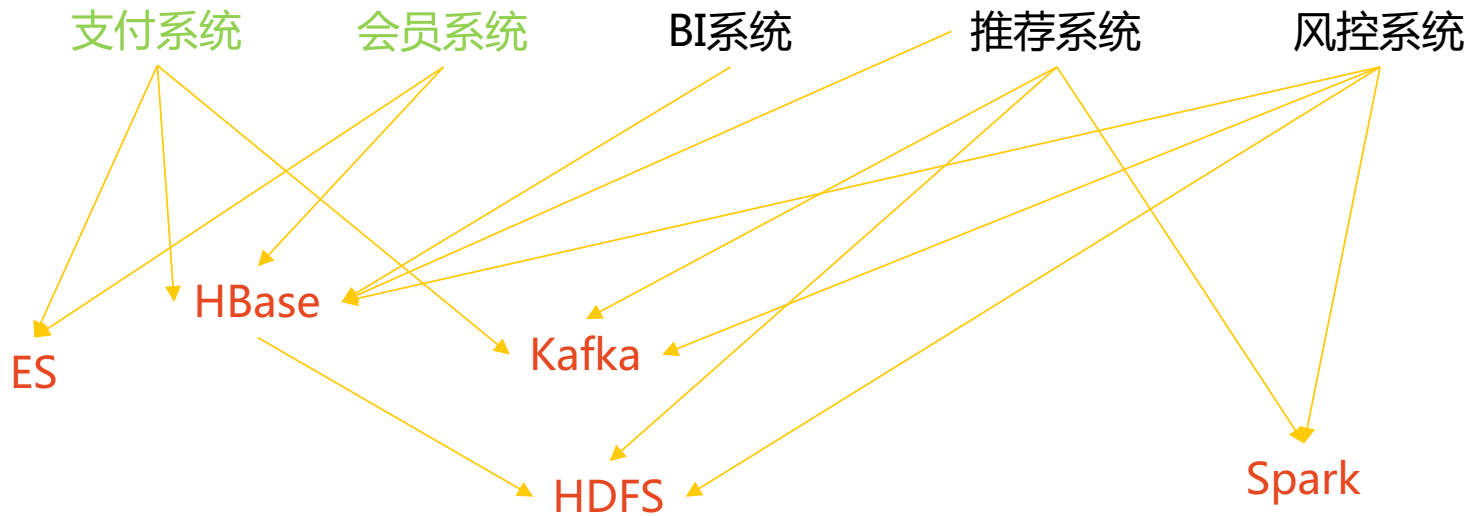 支付系统
会员系统
BI系统
推荐系统
风控系统
HBase
Kafka
ES
HDFS
Spark